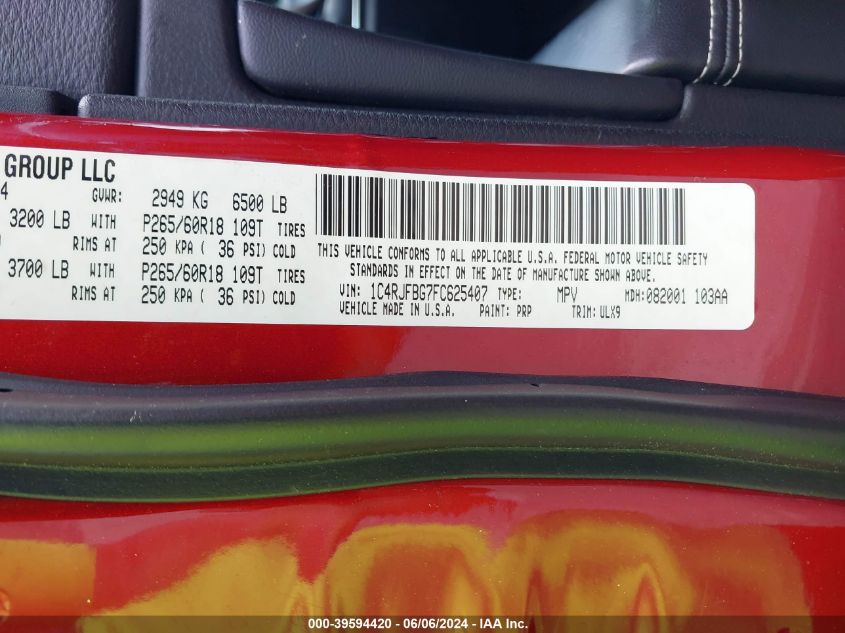 GROUP LLC
4 GVWR: 2949 KG 6500 LB
3200 LB WITH P265/60R18 109T TIRES
RIMS AT 250 KPA ( 36 PSI) COLD
3700 LB WITH P265/60R18 109T TIRES
RIMS AT 250 KPA ( 36 PSI) COLD
THIS VEHICLE CONFORMS TO ALL APPLICABLE U.S.A. FEDERAL MOTOR VEHICLE SAFETY
STANDARDS IN EFFECT ON THE DATE OF MANUFACTURE SHOWN ABOVE.
VIN: 1C4RJFBG7FC625407 TYPE: MPV MDH:082001 103AA
VEHICLE MADE IN U.S.A. PAINT: PRP TRIM: ULX9
000-39594420 - 06/06/2024 - IAA Inc.